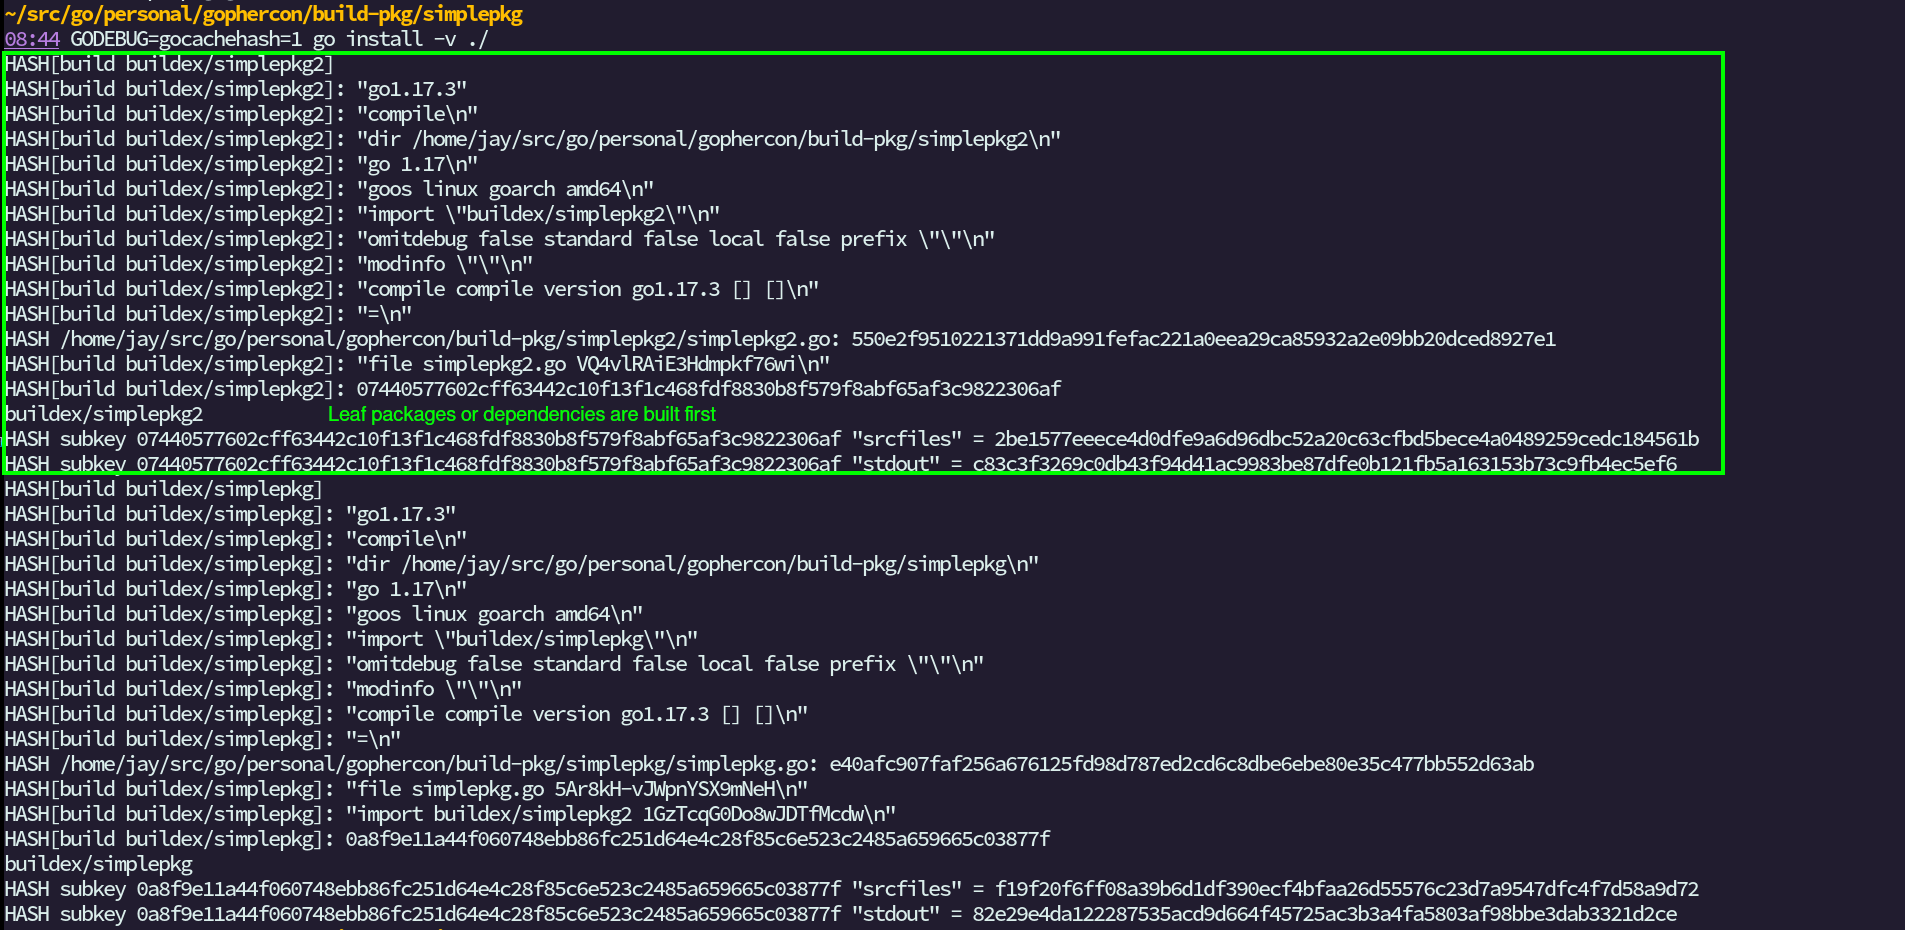 ~/src/go/personal/gophercon/build-pkg/simplepkg
08:44 GODEBUG=gocachehash=1 go install -v ./
HASH[build buildex/simplepkg2]
HASH[build buildex/simplepkg2]: "go1.17.3"
HASH[build buildex/simplepkg2]: "compile\n"
HASH[build buildex/simplepkg2]: "dir /home/jay/src/go/personal/gophercon/build-pkg/simplepkg2\n"
HASH[build buildex/simplepkg2]: "go 1.17\n"
HASH[build buildex/simplepkg2]: "goos linux goarch amd64\n"
HASH[build buildex/simplepkg2]: "import \"buildex/simplepkg2\"\n"
HASH[build buildex/simplepkg2]: "omitdebug false standard false local false prefix \"\"\n"
HASH[build buildex/simplepkg2]: "modinfo \"\"\n"
HASH[build buildex/simplepkg2]: "compile compile version go1.17.3 [] []\n"
HASH[build buildex/simplepkg2]: "=\n"
HASH /home/jay/src/go/personal/gophercon/build-pkg/simplepkg2/simplepkg2.go: 550e2f9510221371dd9a991fefac221a0eea29ca85932a2e09bb20dced8927e1
HASH[build buildex/simplepkg2]: "file simplepkg2.go VQ4vlRAiE3Hdmpkf76wi\n"
HASH[build buildex/simplepkg2]: 07440577602cff63442c10f13f1c468fdf8830b8f579f8abf65af3c9822306af
buildex/simplepkg2 Leaf packages or dependencies are built first
HASH subkey 07440577602cff63442c10f13f1c468fdf8830b8f579f8abf65af3c9822306af "srcfiles" = 2be1577eeece4d0dfe9a6d96dbc52a20c63cfbd5bece4a0489259cedc184561b
HASH subkey 07440577602cff63442c10f13f1c468fdf8830b8f579f8abf65af3c9822306af "stdout" = c83c3f3269c0db43f94d41ac9983be87dfe0b121fb5a163153b73c9fb4ec5ef6
HASH[build buildex/simplepkg]
HASH[build buildex/simplepkg]: "go1.17.3"
HASH[build buildex/simplepkg]: "compile\n"
HASH[build buildex/simplepkg]: "dir /home/jay/src/go/personal/gophercon/build-pkg/simplepkg\n"
HASH[build buildex/simplepkg]: "go 1.17\n"
HASH[build buildex/simplepkg]: "goos linux goarch amd64\n"
HASH[build buildex/simplepkg]: "import \"buildex/simplepkg\"\n"
HASH[build buildex/simplepkg]: "omitdebug false standard false local false prefix \"\"\n"
HASH[build buildex/simplepkg]: "modinfo \"\"\n"
HASH[build buildex/simplepkg]: "compile compile version go1.17.3 [] []\n"
HASH[build buildex/simplepkg]: "=\n"
HASH /home/jay/src/go/personal/gophercon/build-pkg/simplepkg/simplepkg.go: e40afc907faf256a676125fd98d787ed2cd6c8dbe6ebe80e35c477bb552d63ab
HASH[build buildex/simplepkg]: "file simplepkg.go 5Ar8kH-vJWpnYSX9mNeH\n"
HASH[build buildex/simplepkg]: "import buildex/simplepkg2 1GzTcqG0Do8wJDTfMcdw\n"
HASH[build buildex/simplepkg]: 0a8f9e11a44f060748ebb86fc251d64e4c28f85c6e523c2485a659665c03877f
buildex/simplepkg
HASH subkey 0a8f9e11a44f060748ebb86fc251d64e4c28f85c6e523c2485a659665c03877f "srcfiles" = f19f20f6ff08a39b6d1df390ecf4bfaa26d55576c23d7a9547dfc4f7d58a9d72
HASH subkey 0a8f9e11a44f060748ebb86fc251d64e4c28f85c6e523c2485a659665c03877f "stdout" = 82e29e4da122287535acd9d664f45725ac3b3a4fa5803af98bbe3dab3321d2ce